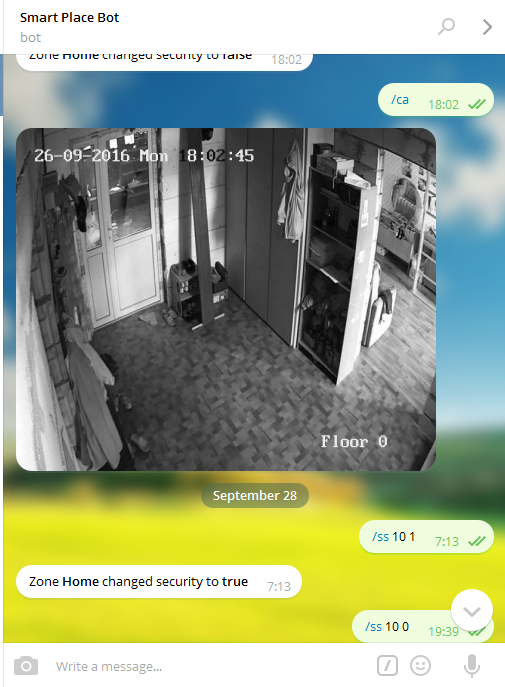 Smart Place Bot
bot
Zone Home changed security to false
18:02
/ca 18:02
26-09-2016 Mon 18:02:45
Floor 0
September 28
/ss 10 1 7:13
Zone Home changed security to true 7:13
/ss 10 0 19:39
Write a message...